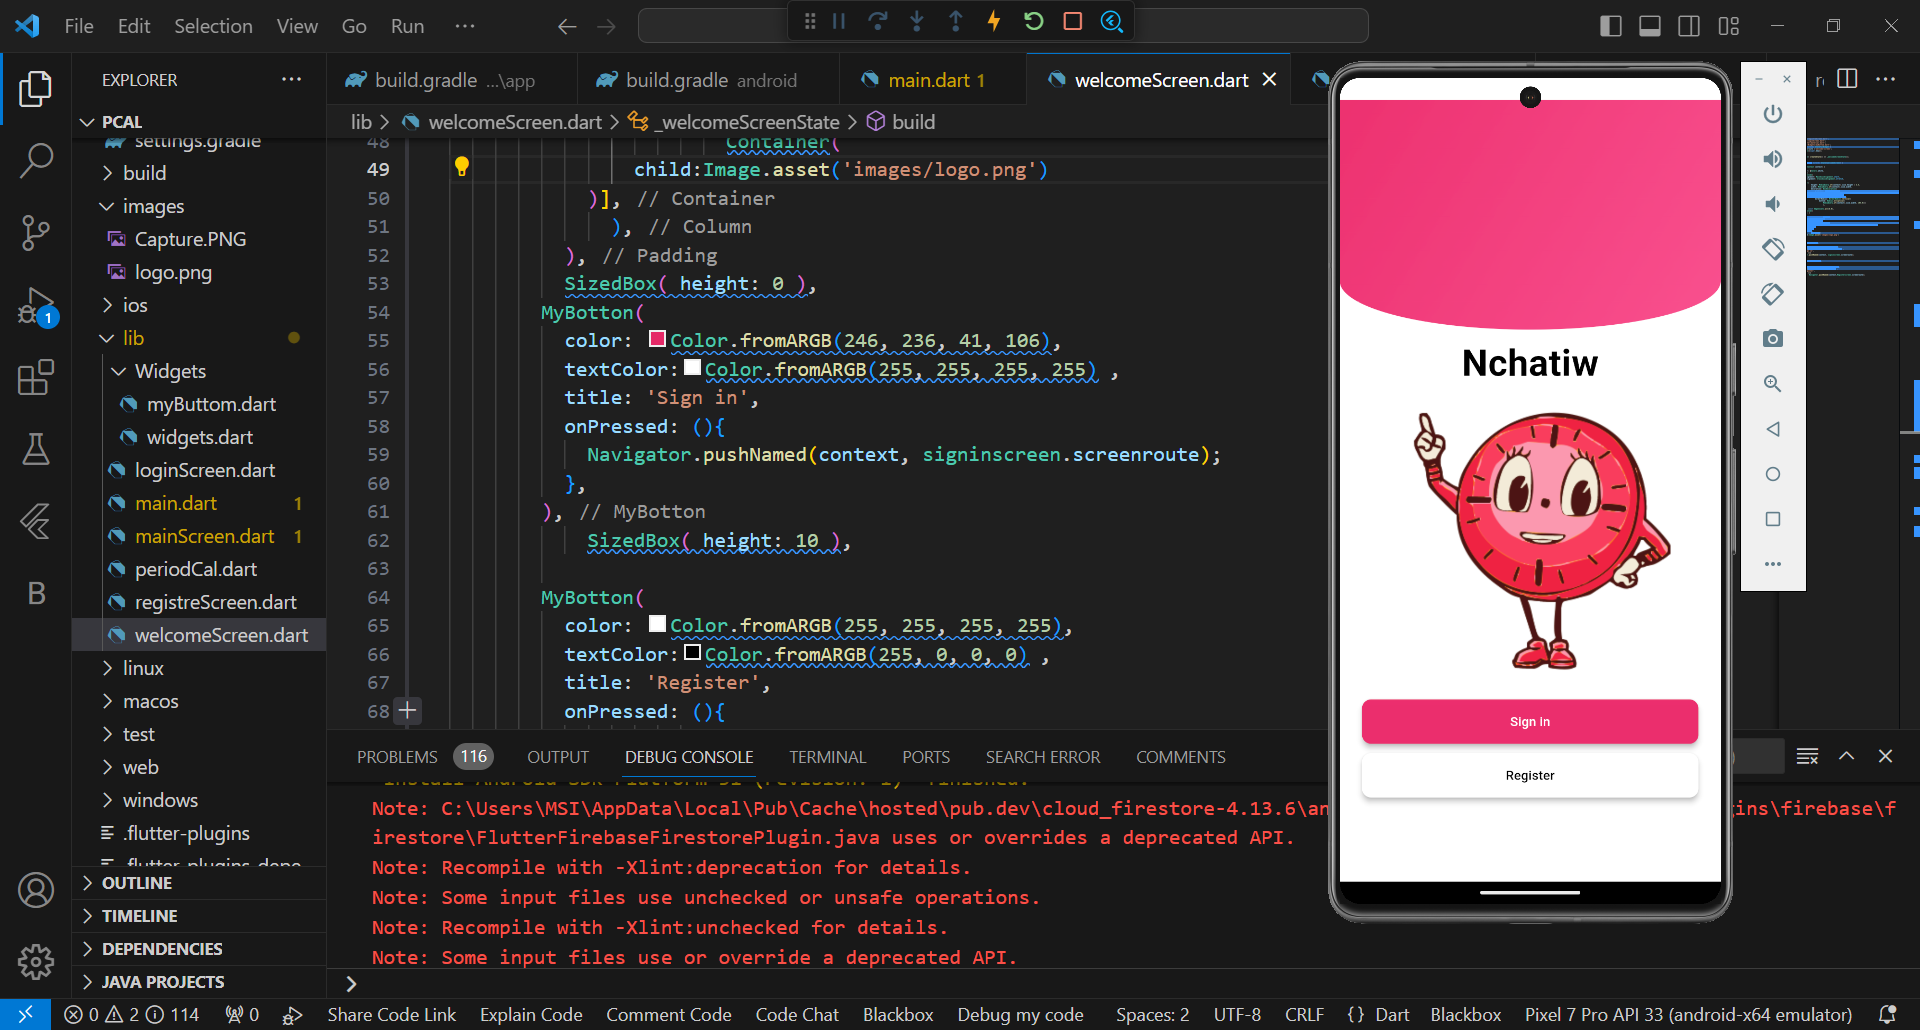 File Edit Selection View Go Run ...
EXPLORER
PCAL
settings.gradle
build
images
Capture.PNG
logo.png
ios
lib
Widgets
myButtom.dart
widgets.dart
loginScreen.dart
main.dart 1
mainScreen.dart 1
periodCal.dart
registreScreen.dart
welcomeScreen.dart
linux
macos
test
web
windows
.flutter-plugins
OUTLINE
TIMELINE
DEPENDENCIES
JAVA PROJECTS
1
B
build.gradle ...\app build.gradle android main.dart 1 welcomeScreen.dart
lib > welcomeScreen.dart > _welcomeScreenState > build
48 Container(
49 child:Image.asset('images/logo.png')
50 )], // Container
51 ), // Column
52 ), // Padding
53 SizedBox( height: 0 ),
54 MyBotton(
55 color: Color.fromARGB(246, 236, 41, 106),
56 textColor: Color.fromARGB(255, 255, 255, 255) ,
57 title: 'Sign in',
58 onPressed: (){
59 Navigator.pushNamed(context, signinscreen.screenroute);
60 },
61 ), // MyBotton
62 SizedBox( height: 10 ),
63
64 MyBotton(
65 color: Color.fromARGB(255, 255, 255, 255),
66 textColor: Color.fromARGB(255, 0, 0, 0) ,
67 title: 'Register',
68 onPressed: (){
Nchatiw
Sign in
Register
PROBLEMS 116 OUTPUT DEBUG CONSOLE TERMINAL PORTS SEARCH ERROR COMMENTS
Note: C:\Users\MSI\AppData\Local\Pub\Cache\hosted\pub.dev\cloud_firestore-4.13.6\an ins\firebase\f
irestore\FlutterFirebaseFirestorePlugin.java uses or overrides a deprecated API.
Note: Recompile with -Xlint:deprecation for details.
Note: Some input files use unchecked or unsafe operations.
Note: Recompile with -Xlint:unchecked for details.
Note: Some input files use or override a deprecated API.
0 2 114 0 Share Code Link Explain Code Comment Code Code Chat Blackbox Debug my code Spaces: 2 UTF-8 CRLF {} Dart Blackbox Pixel 7 Pro API 33 (android-x64 emulator)